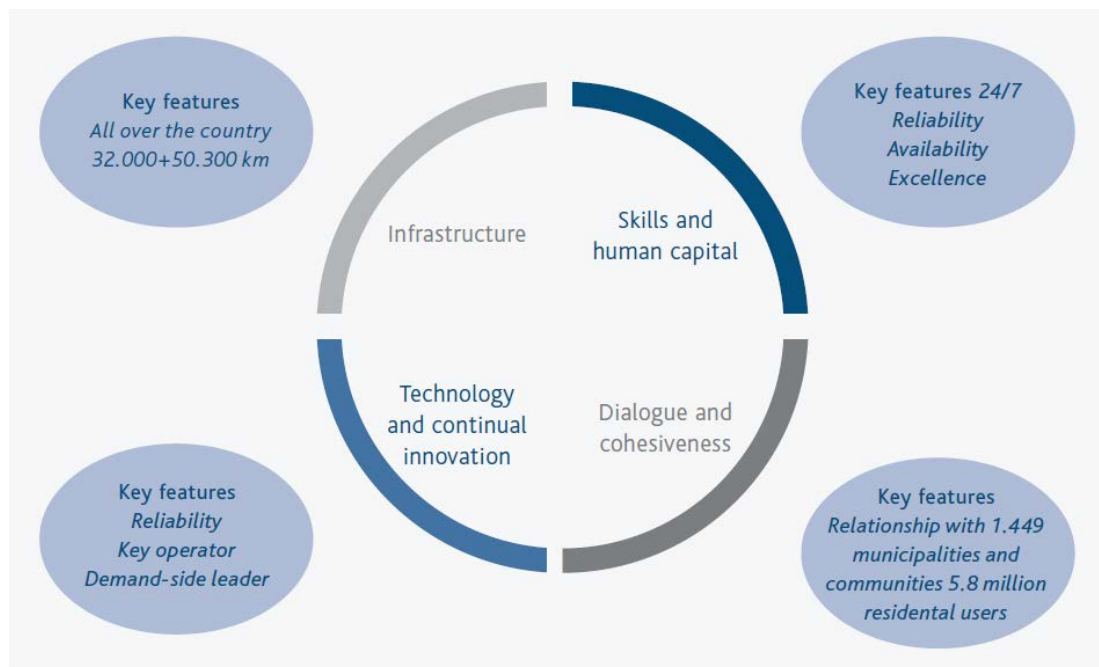 Key features
All over the country
32.000+50.300 km
Infrastructure
Skills and
human capital
Key features 24/7
Reliability
Availability
Excellence
Key features
Reliability
Key operator
Demand-side leader
Technology
and continual
innovation
Dialogue and
cohesiveness
Key features
Relationship with 1.449
municipalities and
communities 5.8 million
residental users